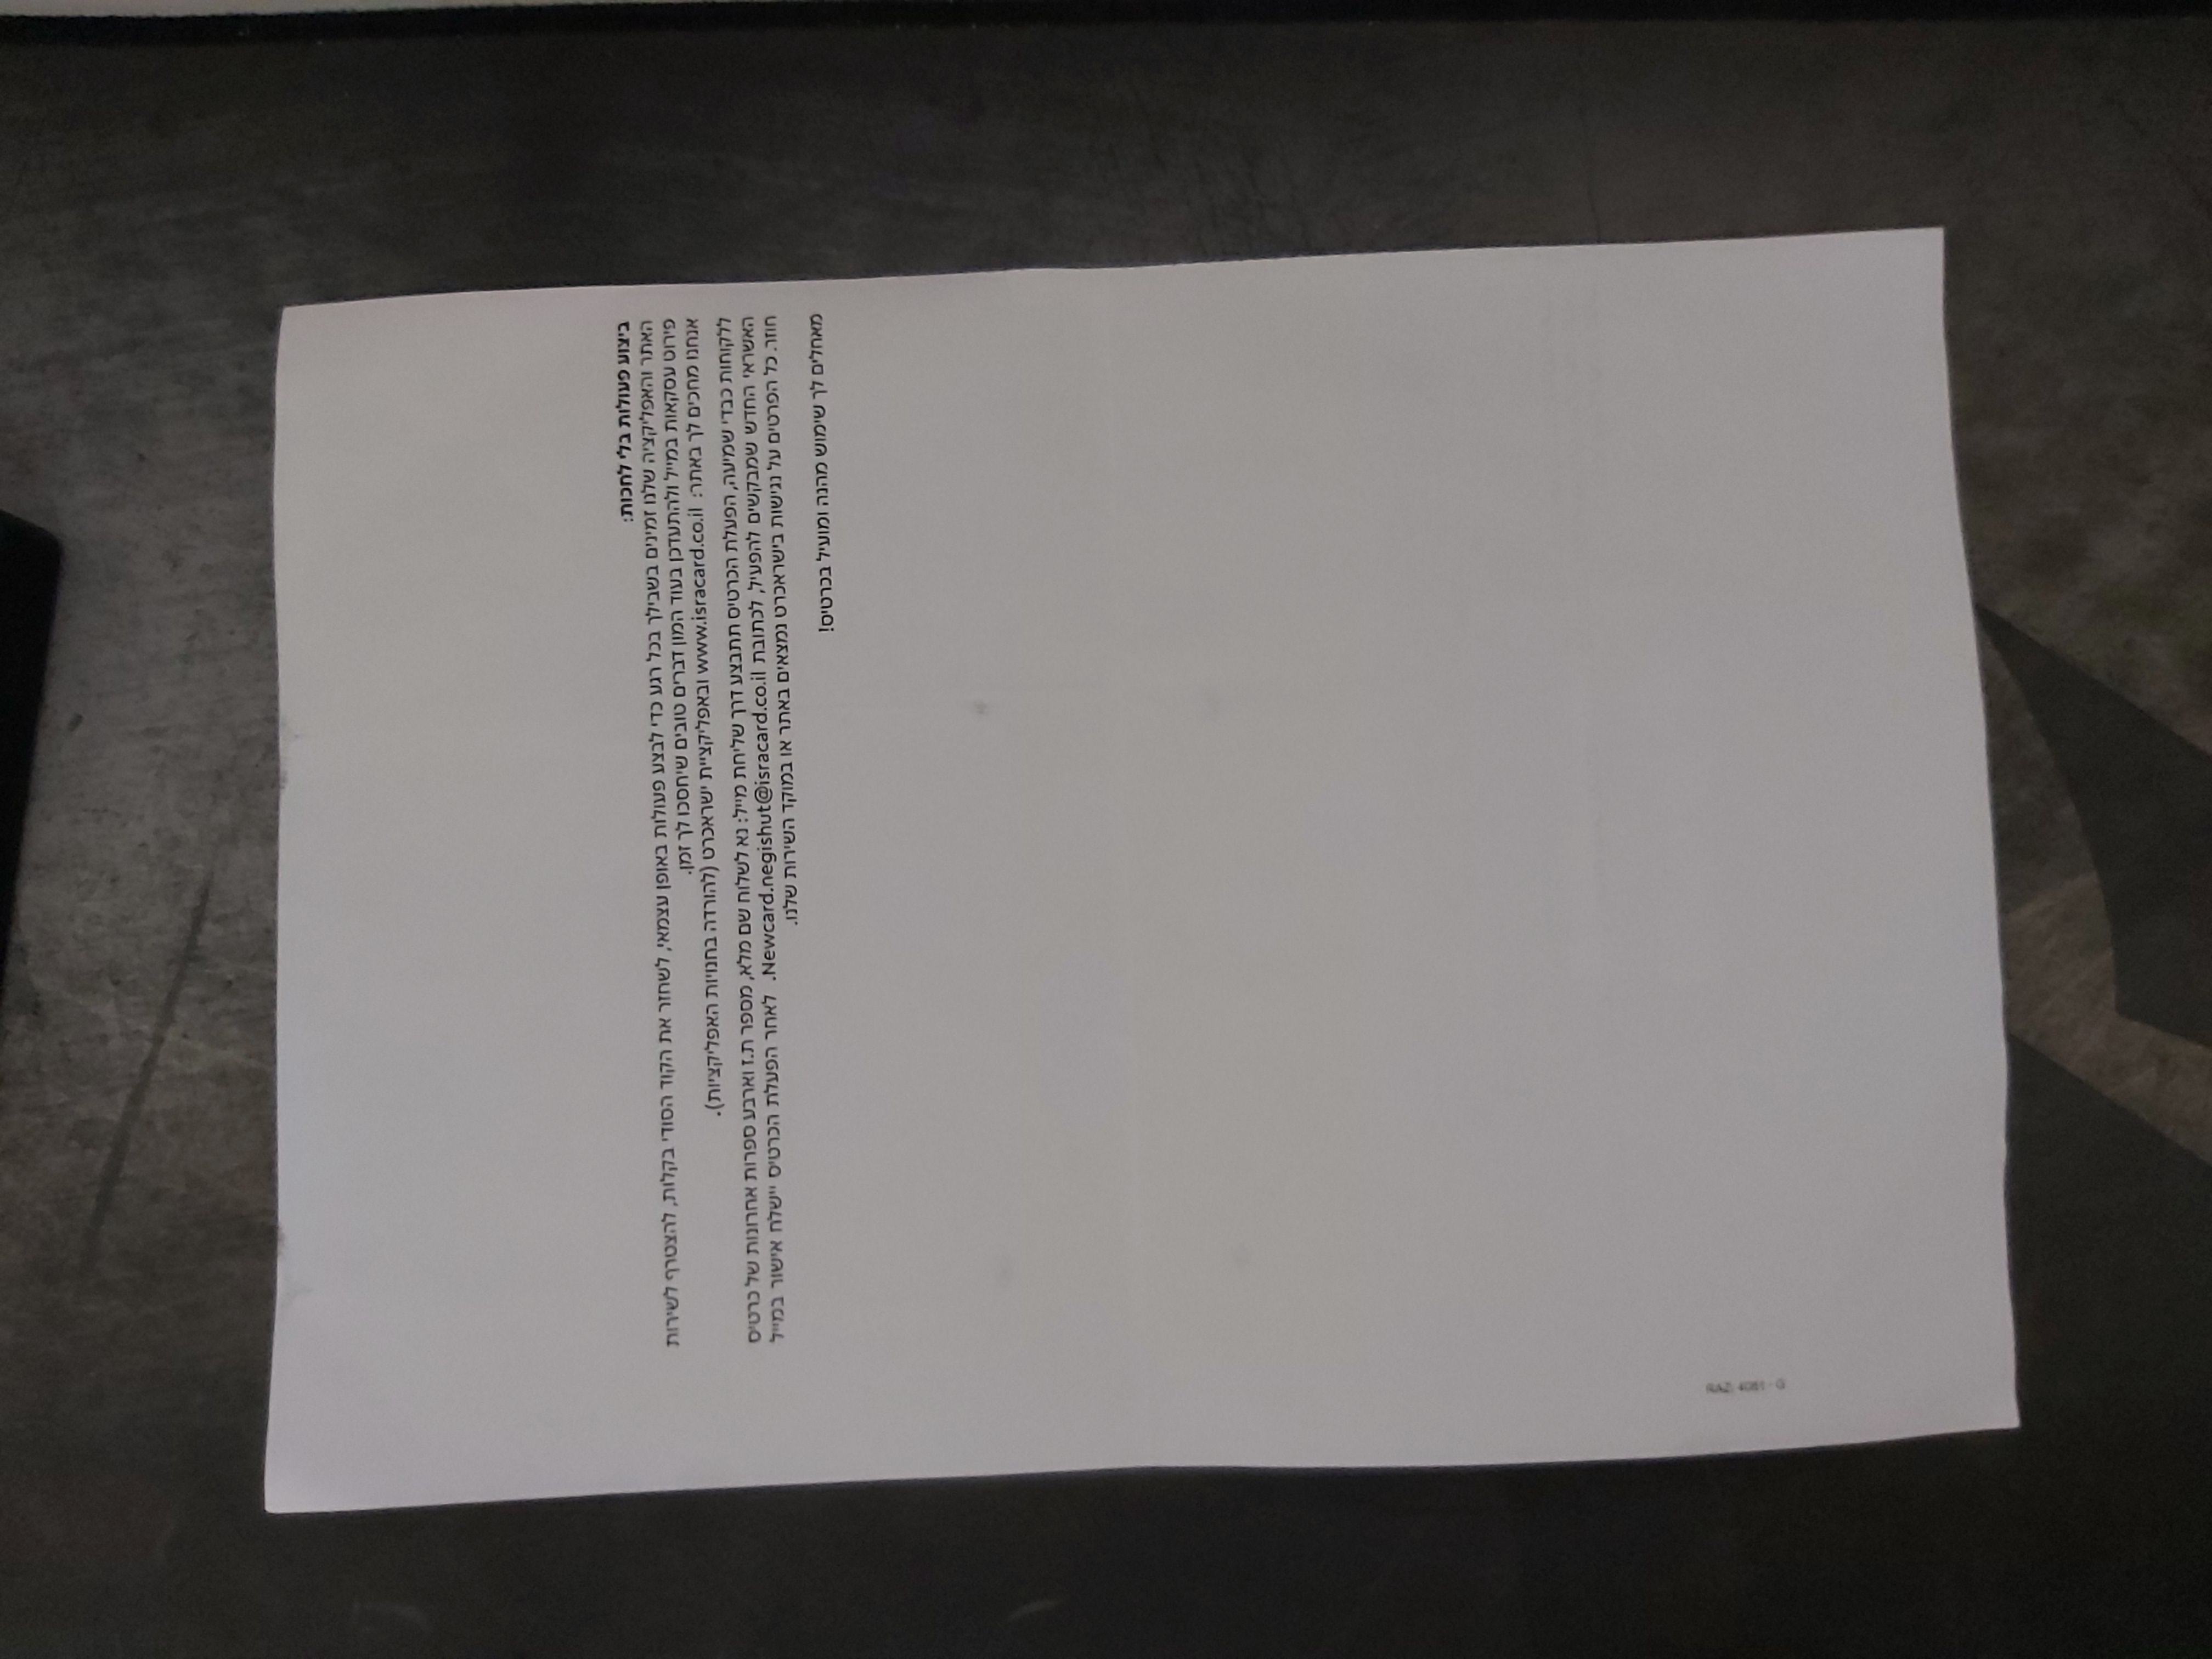 ביצוע פעולות בלי לחכות:
האתר והאפליקציה שלנו זמינים בשבילך בכל רגע כדי לבצע פעולות באופן עצמאי, לשחזר את הקוד הסודי בקלות, להצטרף לשירות
פירוט עסקאות במייל ולהתעדכן בעוד המון דברים טובים שיחסכו לך זמן.
אנחנו מחכים לך באתר: www.isracard.co.il ובאפליקציית ישראכרט (להורדה בחנויות האפליקציות).
ללקוחות כבדי שמיעה, הפעלת הכרטיס תתבצע דרך שליחת מייל: נא לשלוח שם מלא, מספר ת.ז וארבע ספרות אחרונות של כרטיס
האשראי החדש שמבקשים להפעיל, לכתובת Newcard.negishut@isracard.co.il. לאחר הפעלת הכרטיס יישלח אישור במייל
חוזר. כל הפרטים על נגישות בישראכרט נמצאים באתר או במוקד השירות שלנו.
מאחלים לך שימוש מהנה ומועיל בכרטיס!